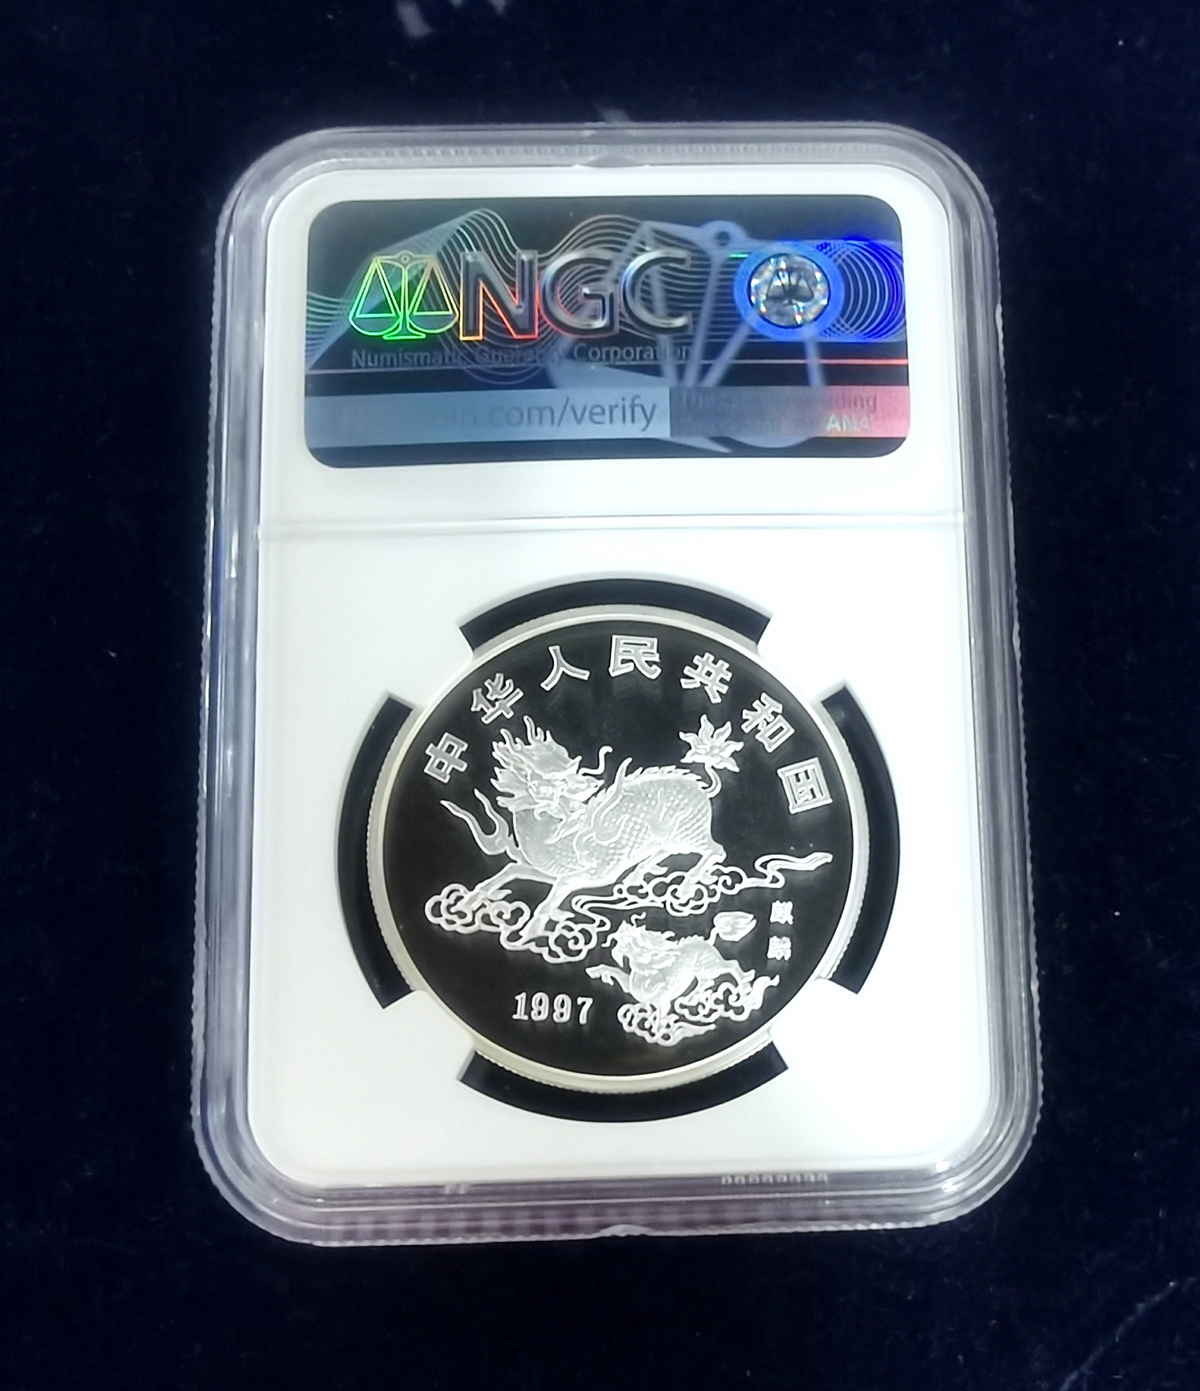 NGC
Numismatic Guaranty Corporation
.com/verify
中华人民共和国
麒麟
1997